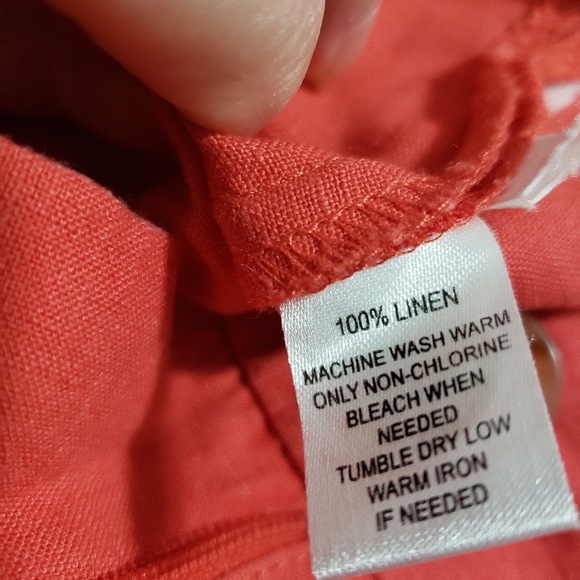 100% LINEN
MACHINE WASH WARM
ONLY NON-CHLORINE
BLEACH WHEN
NEEDED
TUMBLE DRY LOW
WARM IRON
IF NEEDED